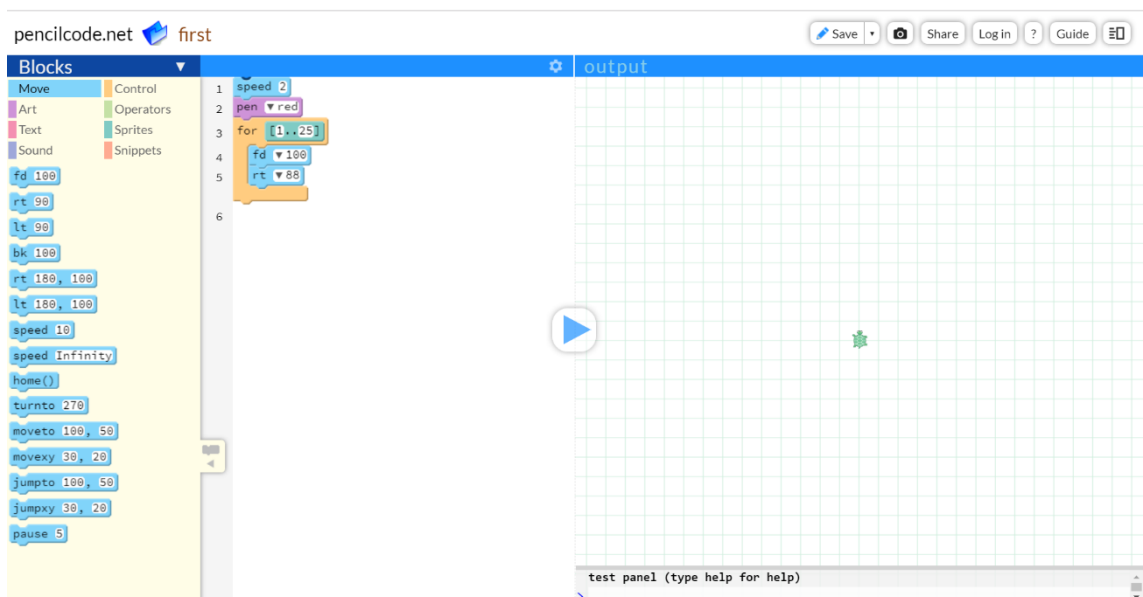 pencilcode.net first
Save Share Log in ? Guide
Blocks
Move Control
Art Operators
Text Sprites
Sound Snippets
fd 100
rt 90
lt 90
bk 100
rt 180, 100
lt 180, 100
speed 10
speed Infinity
home()
turnto 270
moveto 100, 50
movexy 30, 20
jumpto 100, 50
jumpxy 30, 20
pause 5
1 speed 2
2 pen red
3 for [1..25]
4 fd 100
5 rt 88
6
output
test panel (type help for help)